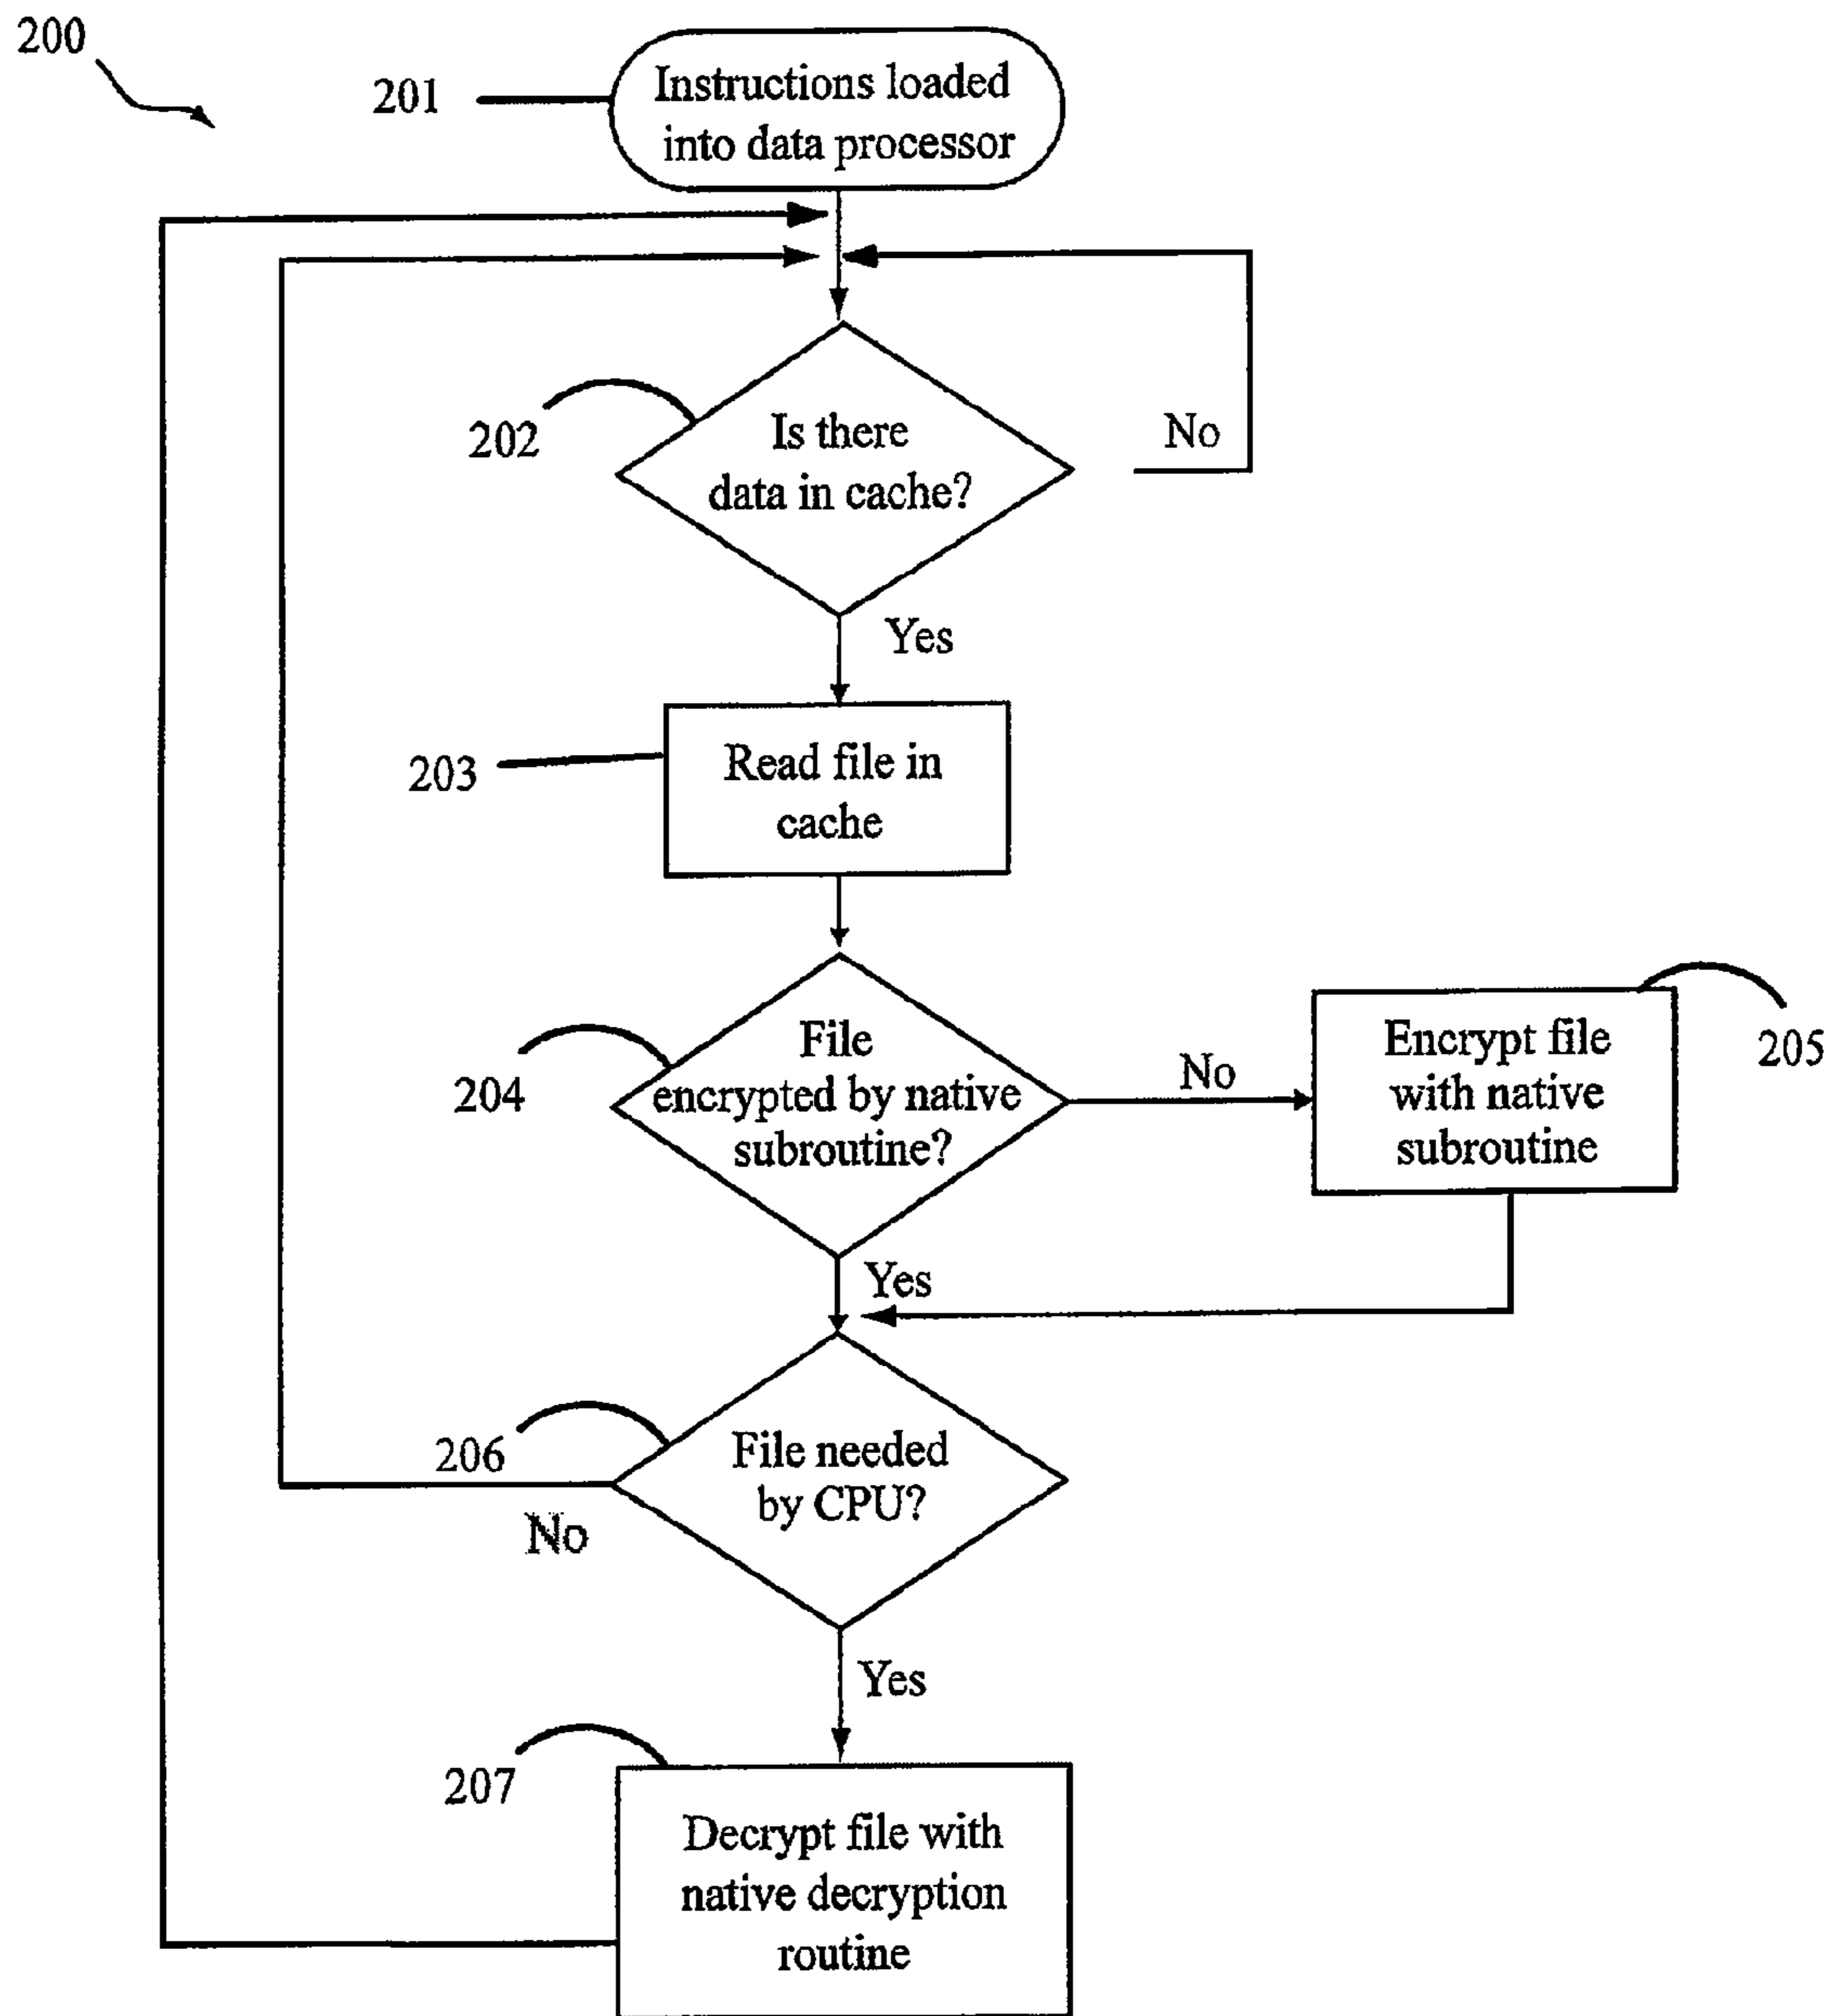 200
201
Instructions loaded
into data processor
202
Is there
data in cache?
No
Yes
203
Read file in
cache
204
File
encrypted by native
subroutine?
No
205
Encrypt file
with native
subroutine
Yes
206
File needed
by CPU?
No
Yes
207
Decrypt file with
native decryption
routine